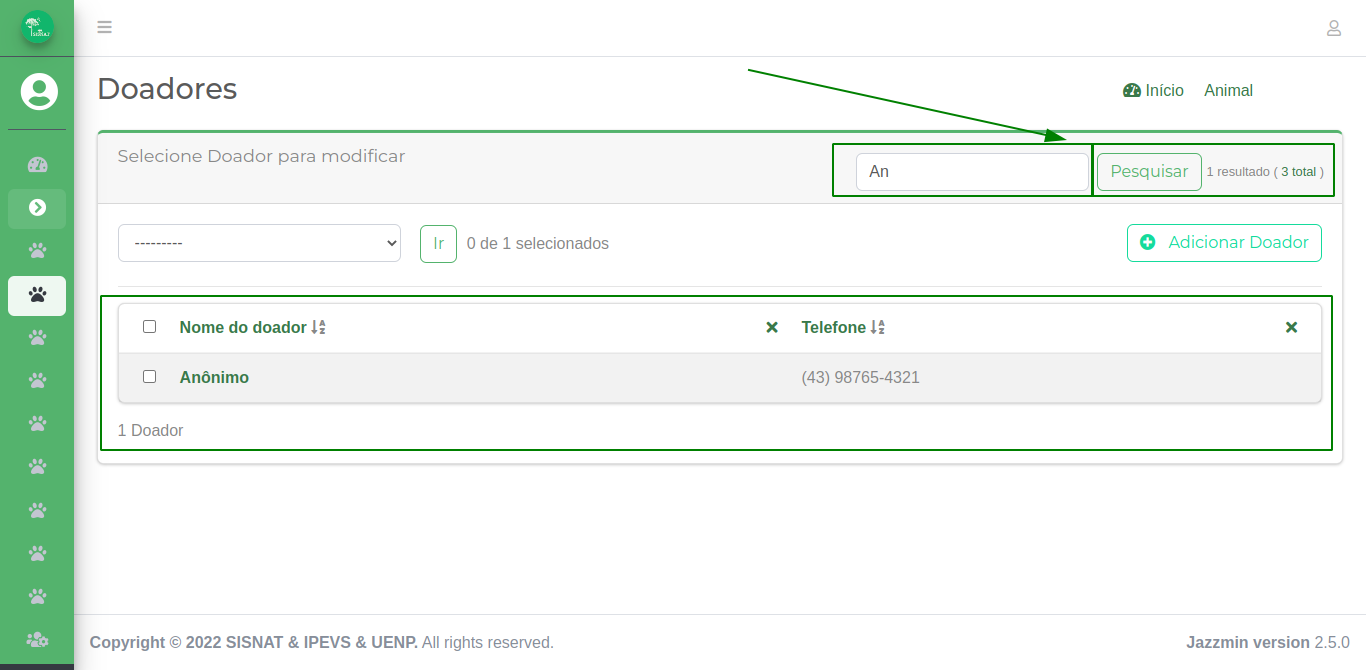 SISNAT
Doadores
Início Animal
Selecione Doador para modificar
An
Pesquisar
1 resultado ( 3 total )
---------
Ir
0 de 1 selecionados
Adicionar Doador
Nome do doador Telefone
Anônimo (43) 98765-4321
1 Doador
Copyright © 2022 SISNAT & IPEVS & UENP. All rights reserved.
Jazzmin version 2.5.0